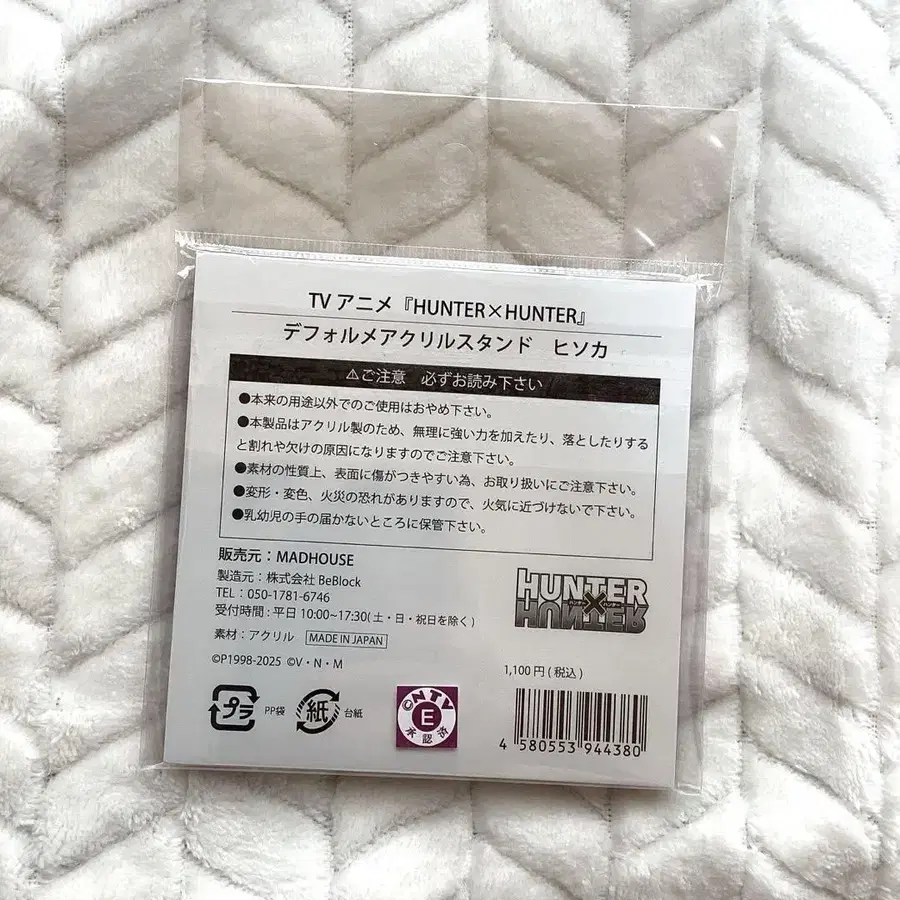 TV アニメ『HUNTER×HUNTER』
デフォルメアクリルスタンド　ヒソカ
⚠ご注意　必ずお読み下さい
●本来の用途以外でのご使用はおやめ下さい。
●本製品はアクリル製のため、無理に強い力を加えたり、落としたりする
と割れや欠けの原因になりますのでご注意下さい。
●素材の性質上、表面に傷がつきやすい為、お取り扱いにご注意下さい。
●変形・変色、火災の恐れがありますので、火気に近づけないで下さい。
●乳幼児の手の届かないところに保管下さい。
販売元：MADHOUSE
製造元：株式会社 BeBlock
TEL：050-1781-6746
受付時間：平日 10:00~17:30(土・日・祝日を除く)
素材：アクリル MADE IN JAPAN
©P1998-2025 ©V・N・M
HUNTER
ハンター×ハンター
HUNTER
1,100円(税込)
プラ PP袋 紙 台紙
©NTV
E
承認済
4 580553 944380